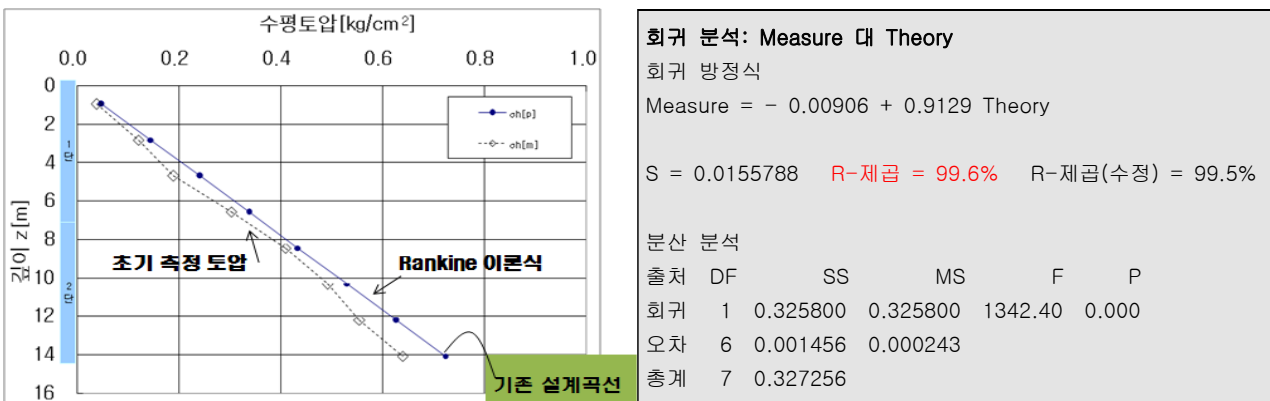 수평토압[kg/cm²]
0.0 0.2 0.4 0.6 0.8 1.0
0
2
4
6
8
10
12
14
16
깊이 z [m]
1단
2단
σh[p]
σh[m]
초기 측정 토압
Rankine 이론식
기존 설계곡선
회귀 분석: Measure 대 Theory
회귀 방정식
Measure = - 0.00906 + 0.9129 Theory
S = 0.0155788 R-제곱 = 99.6% R-제곱(수정) = 99.5%
분산 분석
출처 DF SS MS F P
회귀 1 0.325800 0.325800 1342.40 0.000
오차 6 0.001456 0.000243
총계 7 0.327256